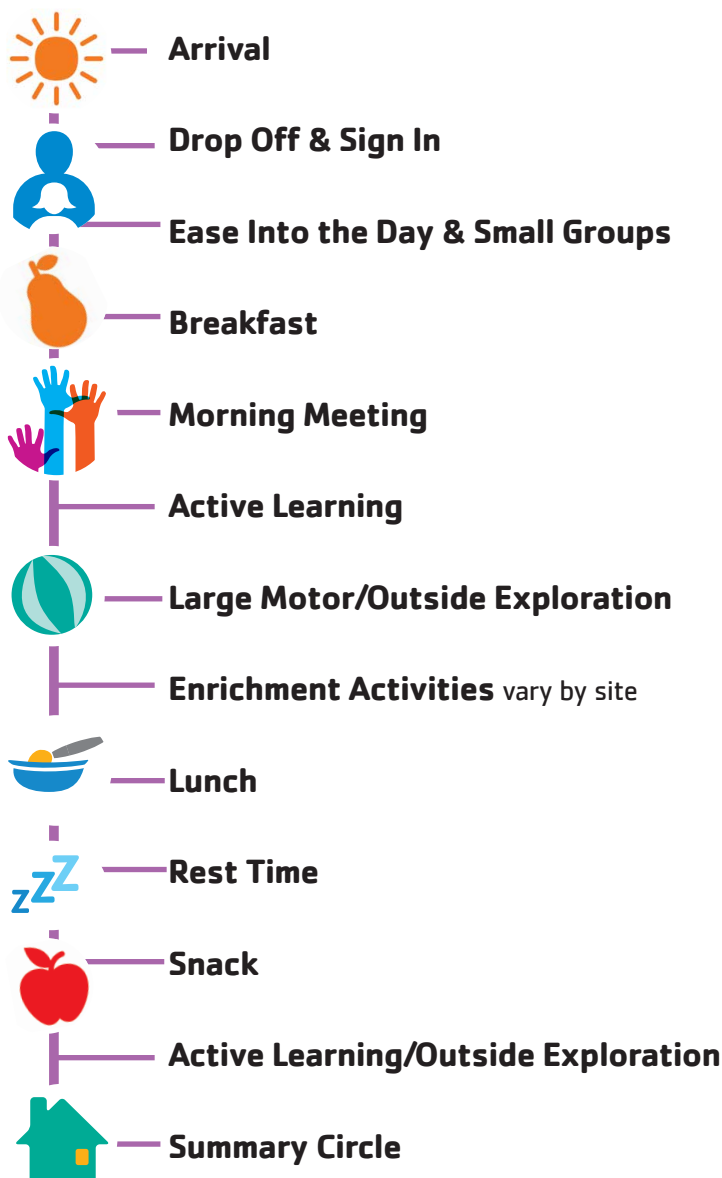 Arrival
Drop Off & Sign In
Ease Into the Day & Small Groups
Breakfast
Morning Meeting
Active Learning
Large Motor/Outside Exploration
Enrichment Activities vary by site
Lunch
zzZ
Rest Time
Snack
Active Learning/Outside Exploration
Summary Circle